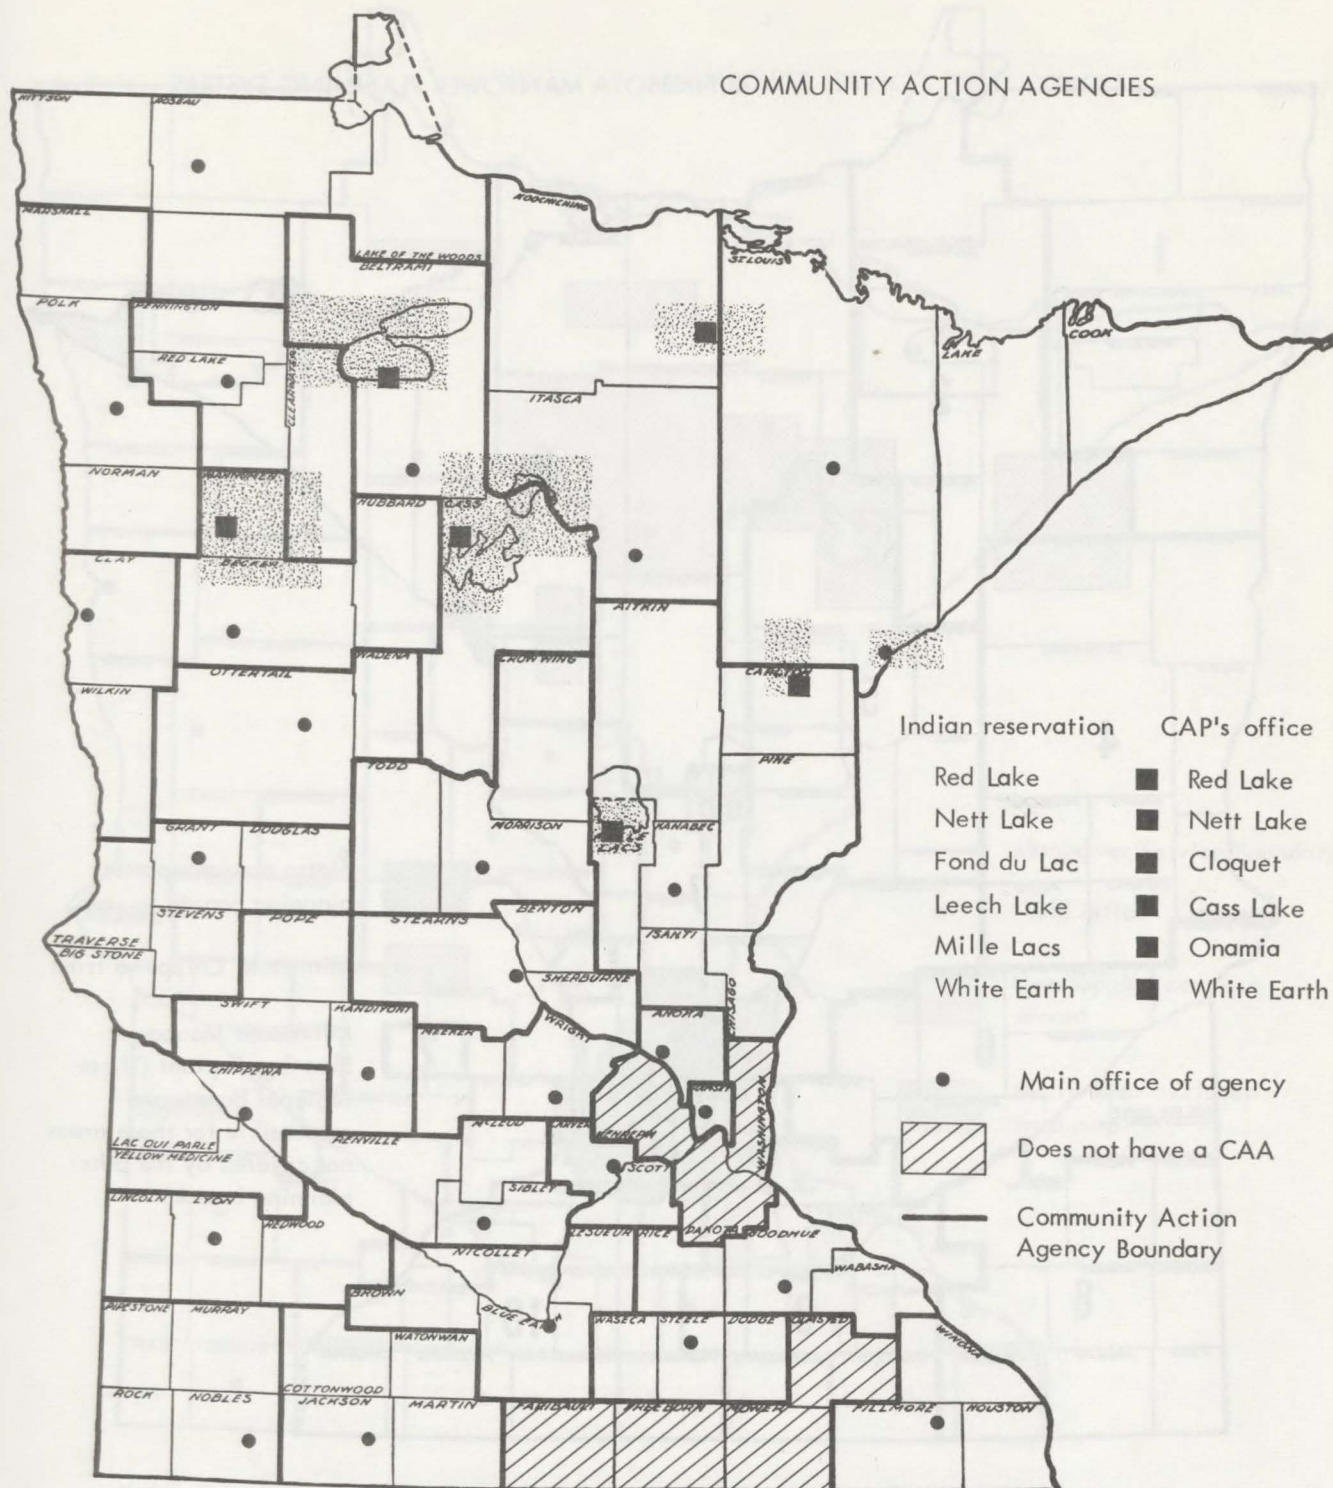 COMMUNITY ACTION AGENCIES
KITTSON
ROSEAU
KOOCHICHING
MARSHALL
LAKE OF THE WOODS
BELTRAMI
ST. LOUIS
POLK
PENNINGTON
COOK
LAKE
RED LAKE
CLEARWATER
ITASCA
NORMAN
HUBBARD
CASS
CLAY
BECKER
AITKIN
WADENA
CROW WING
OTTERTAIL
CARLTON
WILKIN
Indian reservation CAP's office
Red Lake Red Lake
Nett Lake Nett Lake
Fond du Lac Cloquet
Leech Lake Cass Lake
Mille Lacs Onamia
White Earth White Earth
Main office of agency
Does not have a CAA
Community Action
Agency Boundary
PINE
TODD
GRANT
DOUGLAS
MORRISON
LACS
KANABEC
STEVENS
POPE
STEARNS
BENTON
ISANTI
TRAVERSE
BIG STONE
SHERBURNE
CHISAGO
SWIFT
KANDIYOHI
MEEKER
WRIGHT
ANOKA
CHIPPEWA
WASHINGTON
RENVILLE
MCLEOD
CARVER
LAC QUI PARLE
YELLOW MEDICINE
SCOTT
SIBLEY
LINCOLN
LYON
REDWOOD
LESUEUR
RICE
DAKOTA
GOODHUE
NICOLLET
WABASHA
BROWN
PIPESTONE
MURRAY
WASECA
STEELE
DODGE
OLMSTED
WINONA
WATONWAN
COTTONWOOD
ROCK
NOBLES
JACKSON
MARTIN
FARIBAULT
FREEBORN
MOWER
FILLMORE
HOUSTON